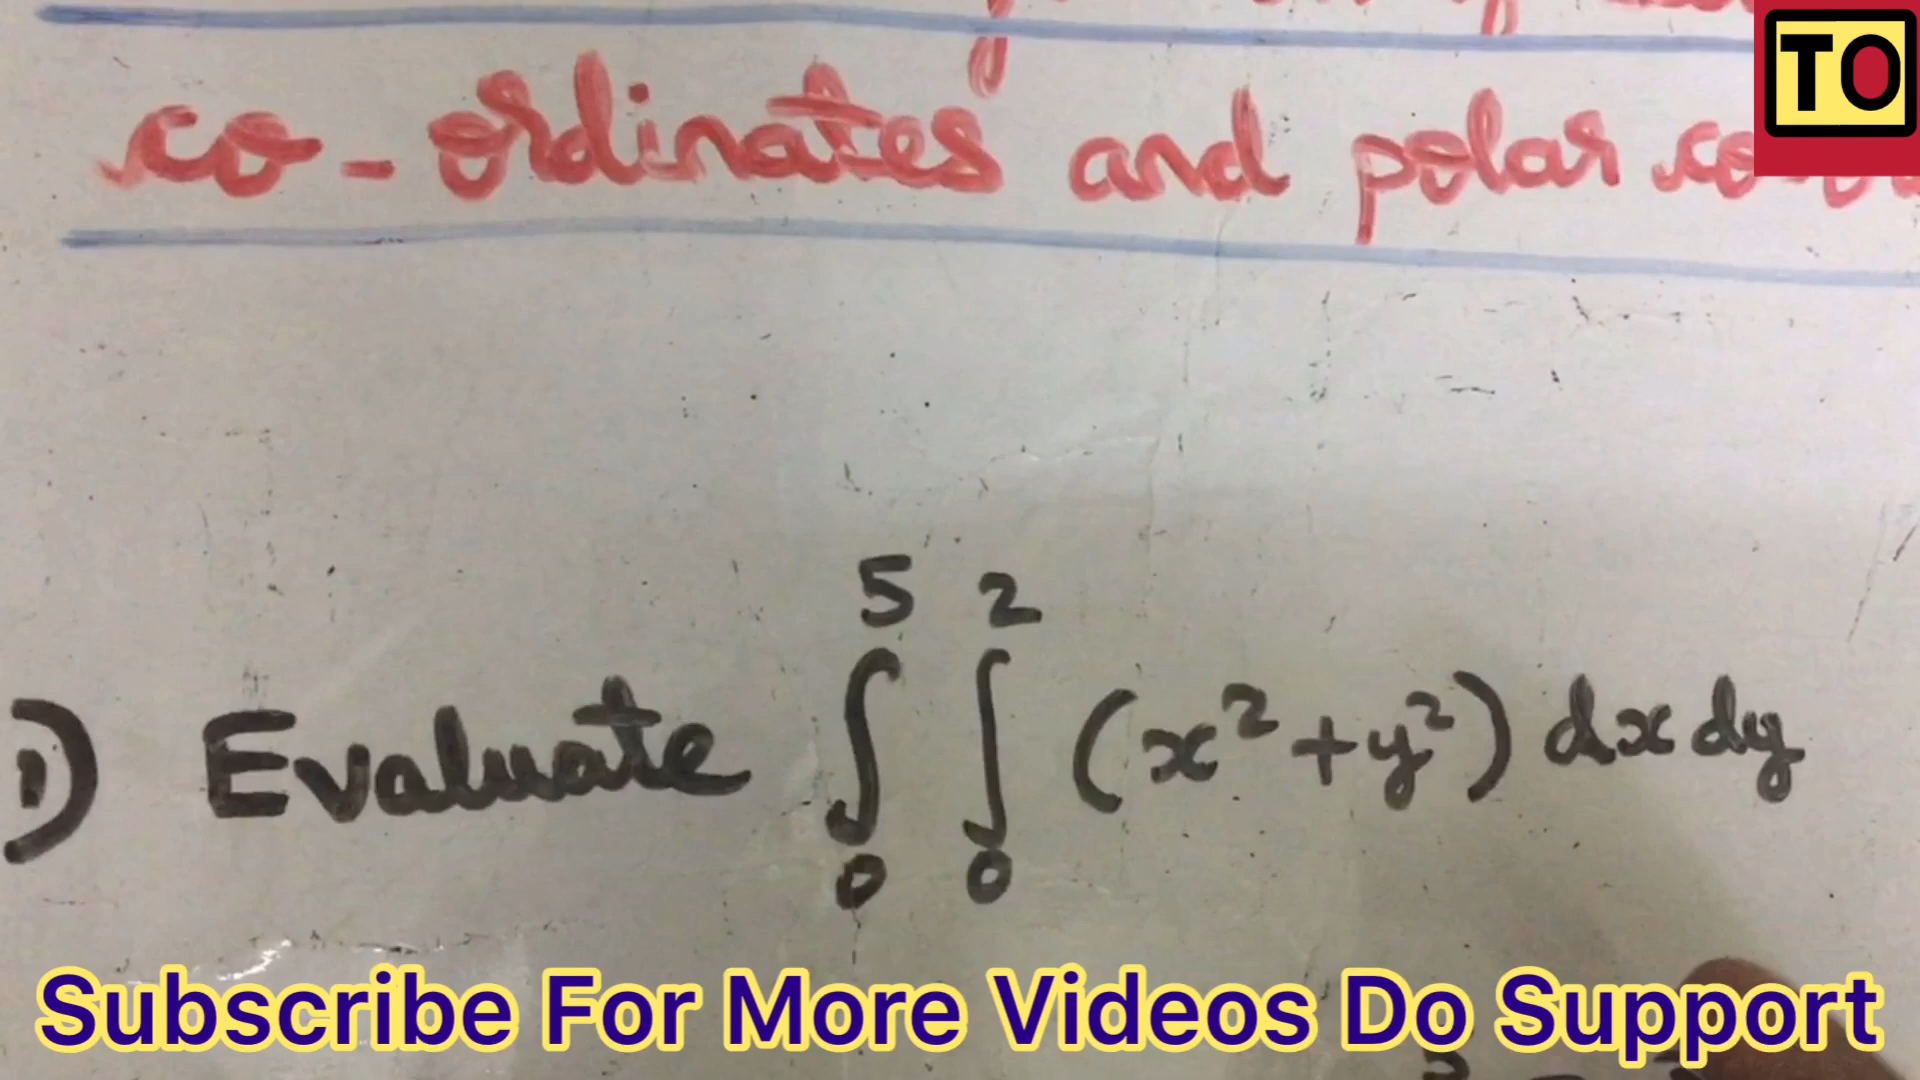 TO
co-ordinates and polar co-o
1) Evaluate ∫₀⁵ ∫₀² (x² + y²) dx dy
Subscribe For More Videos Do Support